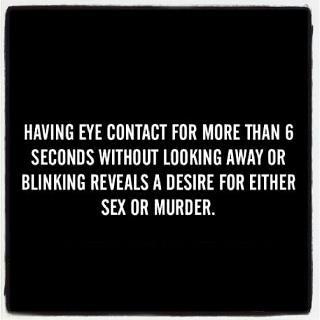 HAVING EYE CONTACT FOR MORE THAN 6
SECONDS WITHOUT LOOKING AWAY OR
BLINKING REVEALS A DESIRE FOR EITHER
SEX OR MURDER.